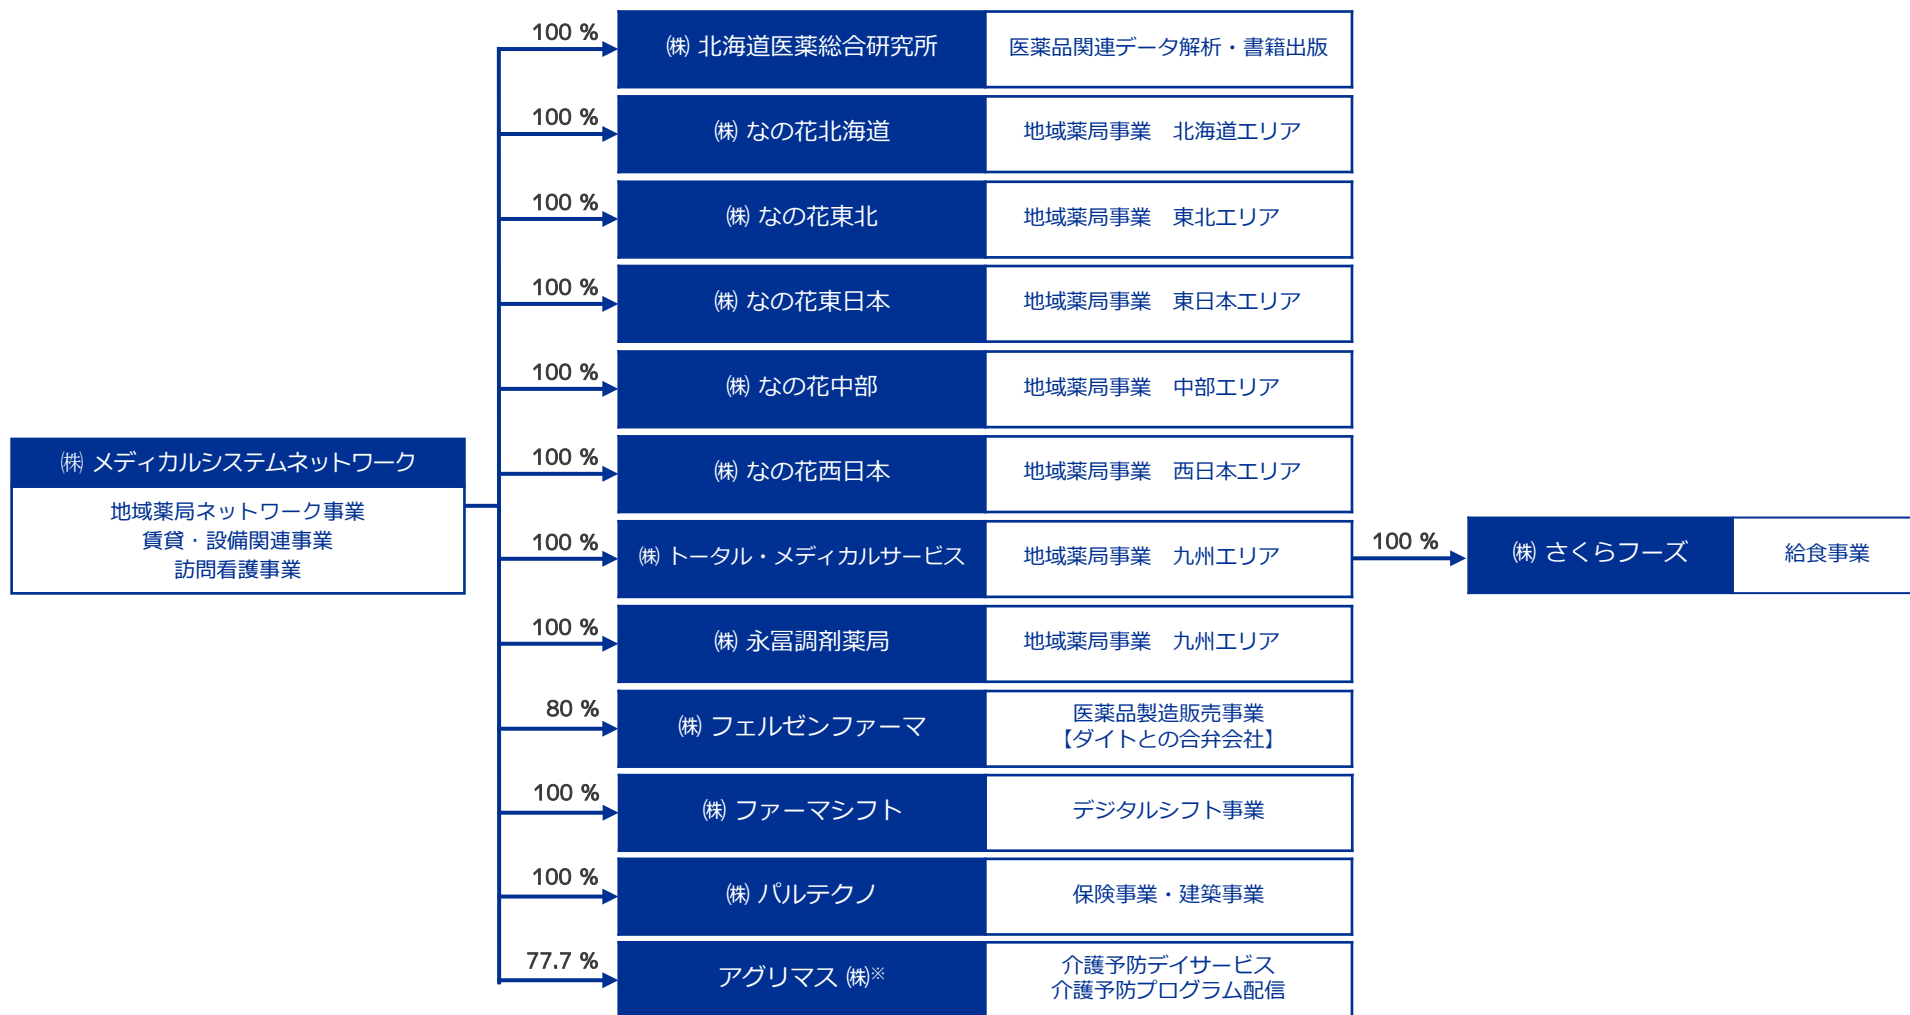 100 %
㈱ 北海道医薬総合研究所
医薬品関連データ解析・書籍出版
100 %
㈱ なの花北海道
地域薬局事業　北海道エリア
100 %
㈱ なの花東北
地域薬局事業　東北エリア
100 %
㈱ なの花東日本
地域薬局事業　東日本エリア
100 %
㈱ なの花中部
地域薬局事業　中部エリア
㈱ メディカルシステムネットワーク
地域薬局ネットワーク事業
賃貸・設備関連事業
訪問看護事業
100 %
㈱ なの花西日本
地域薬局事業　西日本エリア
100 %
㈱ トータル・メディカルサービス
地域薬局事業　九州エリア
100 %
㈱ さくらフーズ
給食事業
100 %
㈱ 永冨調剤薬局
地域薬局事業　九州エリア
80 %
㈱ フェルゼンファーマ
医薬品製造販売事業
【ダイトとの合弁会社】
100 %
㈱ ファーマシフト
デジタルシフト事業
100 %
㈱ パルテクノ
保険事業・建築事業
77.7 %
アグリマス ㈱※
介護予防デイサービス
介護予防プログラム配信